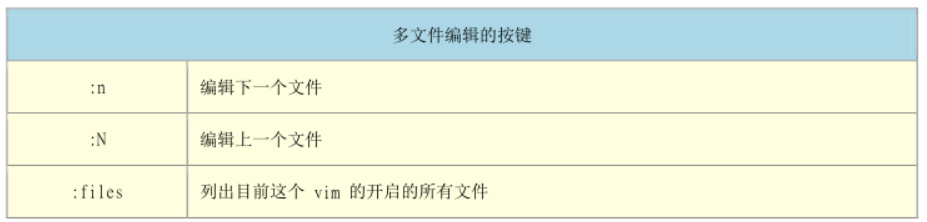 多文件编辑的按键
:n 编辑下一个文件
:N 编辑上一个文件
:files 列出目前这个 vim 的开启的所有文件